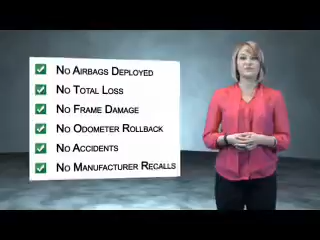 No Airbags Deployed
No Total Loss
No Frame Damage
No Odometer Rollback
No Accidents
No Manufacturer Recalls